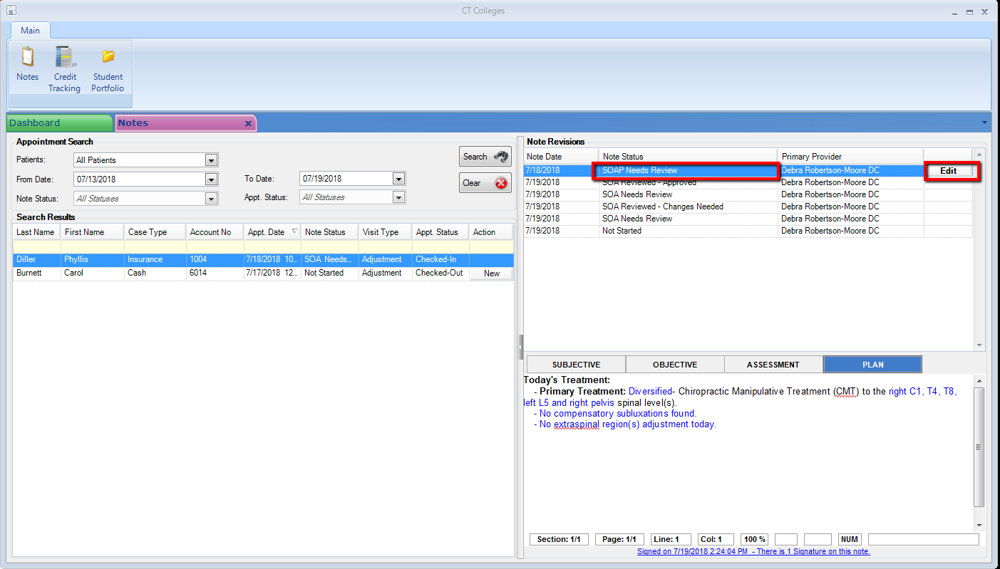 CT Colleges
Main
Notes
Credit Tracking
Student Portfolio
Dashboard
Notes
Appointment Search
Patients: All Patients
Search
From Date: 07/13/2018 To Date: 07/19/2018
Clear
Note Status: All Statuses Appt. Status: All Statuses
Search Results
Last Name First Name Case Type Account No Appt. Date Note Status Visit Type Appt. Status Action
Diller Phyllis Insurance 1004 7/18/2018 10... SOA Needs... Adjustment Checked-In
Burnett Carol Cash 6014 7/17/2018 12... Not Started Adjustment Checked-Out New
Note Revisions
Note Date Note Status Primary Provider
7/18/2018 SOAP Needs Review Debra Robertson-Moore DC Edit
7/19/2018 SOA Reviewed - Approved Debra Robertson-Moore DC
7/19/2018 SOA Needs Review Debra Robertson-Moore DC
7/19/2018 SOA Reviewed - Changes Needed Debra Robertson-Moore DC
7/19/2018 SOA Needs Review Debra Robertson-Moore DC
7/19/2018 Not Started Debra Robertson-Moore DC
SUBJECTIVE OBJECTIVE ASSESSMENT PLAN
Today's Treatment:
- Primary Treatment: Diversified- Chiropractic Manipulative Treatment (CMT) to the right C1, T4, T8,
left L5 and right pelvis spinal level(s).
- No compensatory subluxations found.
- No extraspinal region(s) adjustment today.
Section: 1/1 Page: 1/1 Line: 1 Col: 1 100 % NUM
Signed on 7/19/2018 2:24:04 PM - There is 1 Signature on this note.